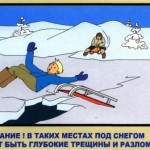 АНИЕ ! В ТАКИХ МЕСТАХ ПОД СНЕГОМ
Т БЫТЬ ГЛУБОКИЕ ТРЕЩИНЫ И РАЗЛОМ